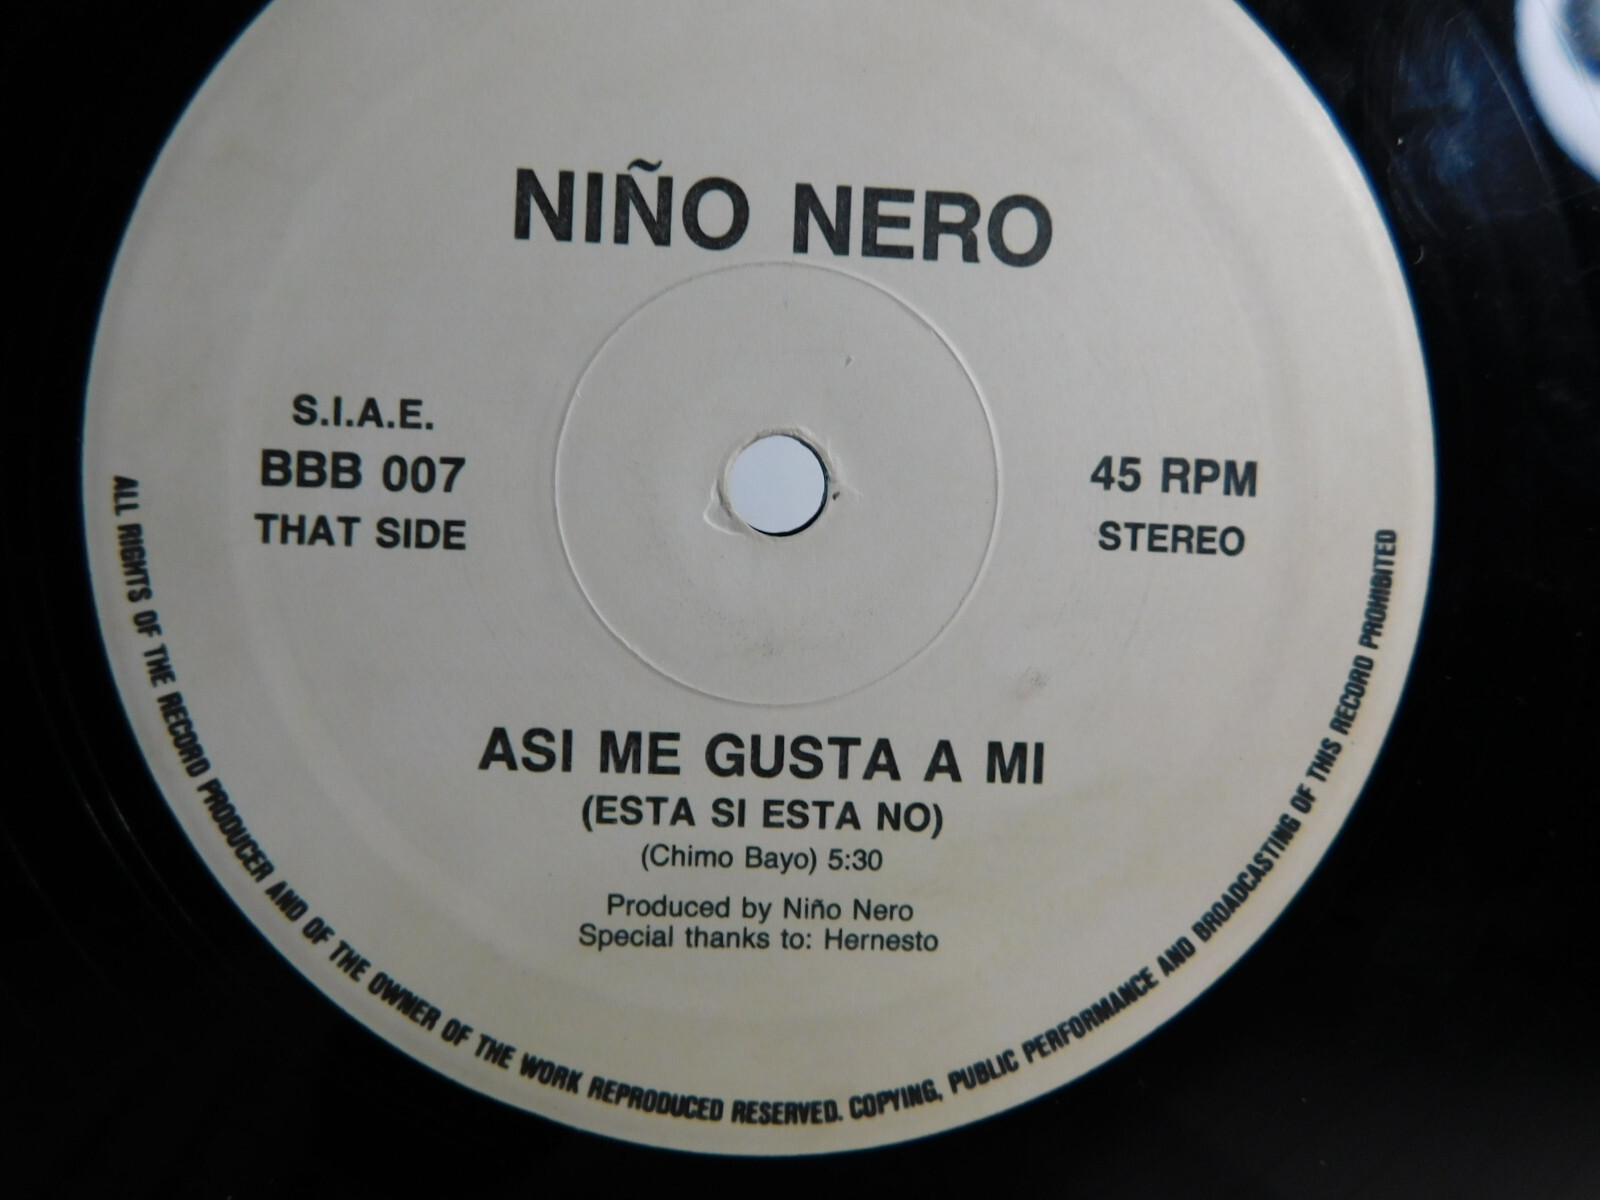 NIÑO NERO
S.I.A.E.
BBB 007
THAT SIDE
45 RPM
STEREO
ASI ME GUSTA A MI
(ESTA SI ESTA NO)
(Chimo Bayo) 5:30
Produced by Niño Nero
Special thanks to: Hernesto
ALL RIGHTS OF THE RECORD PRODUCER AND OF THE OWNER OF THE WORK REPRODUCED RESERVED. COPYING, PUBLIC PERFORMANCE AND BROADCASTING OF THIS RECORD PROHIBITED